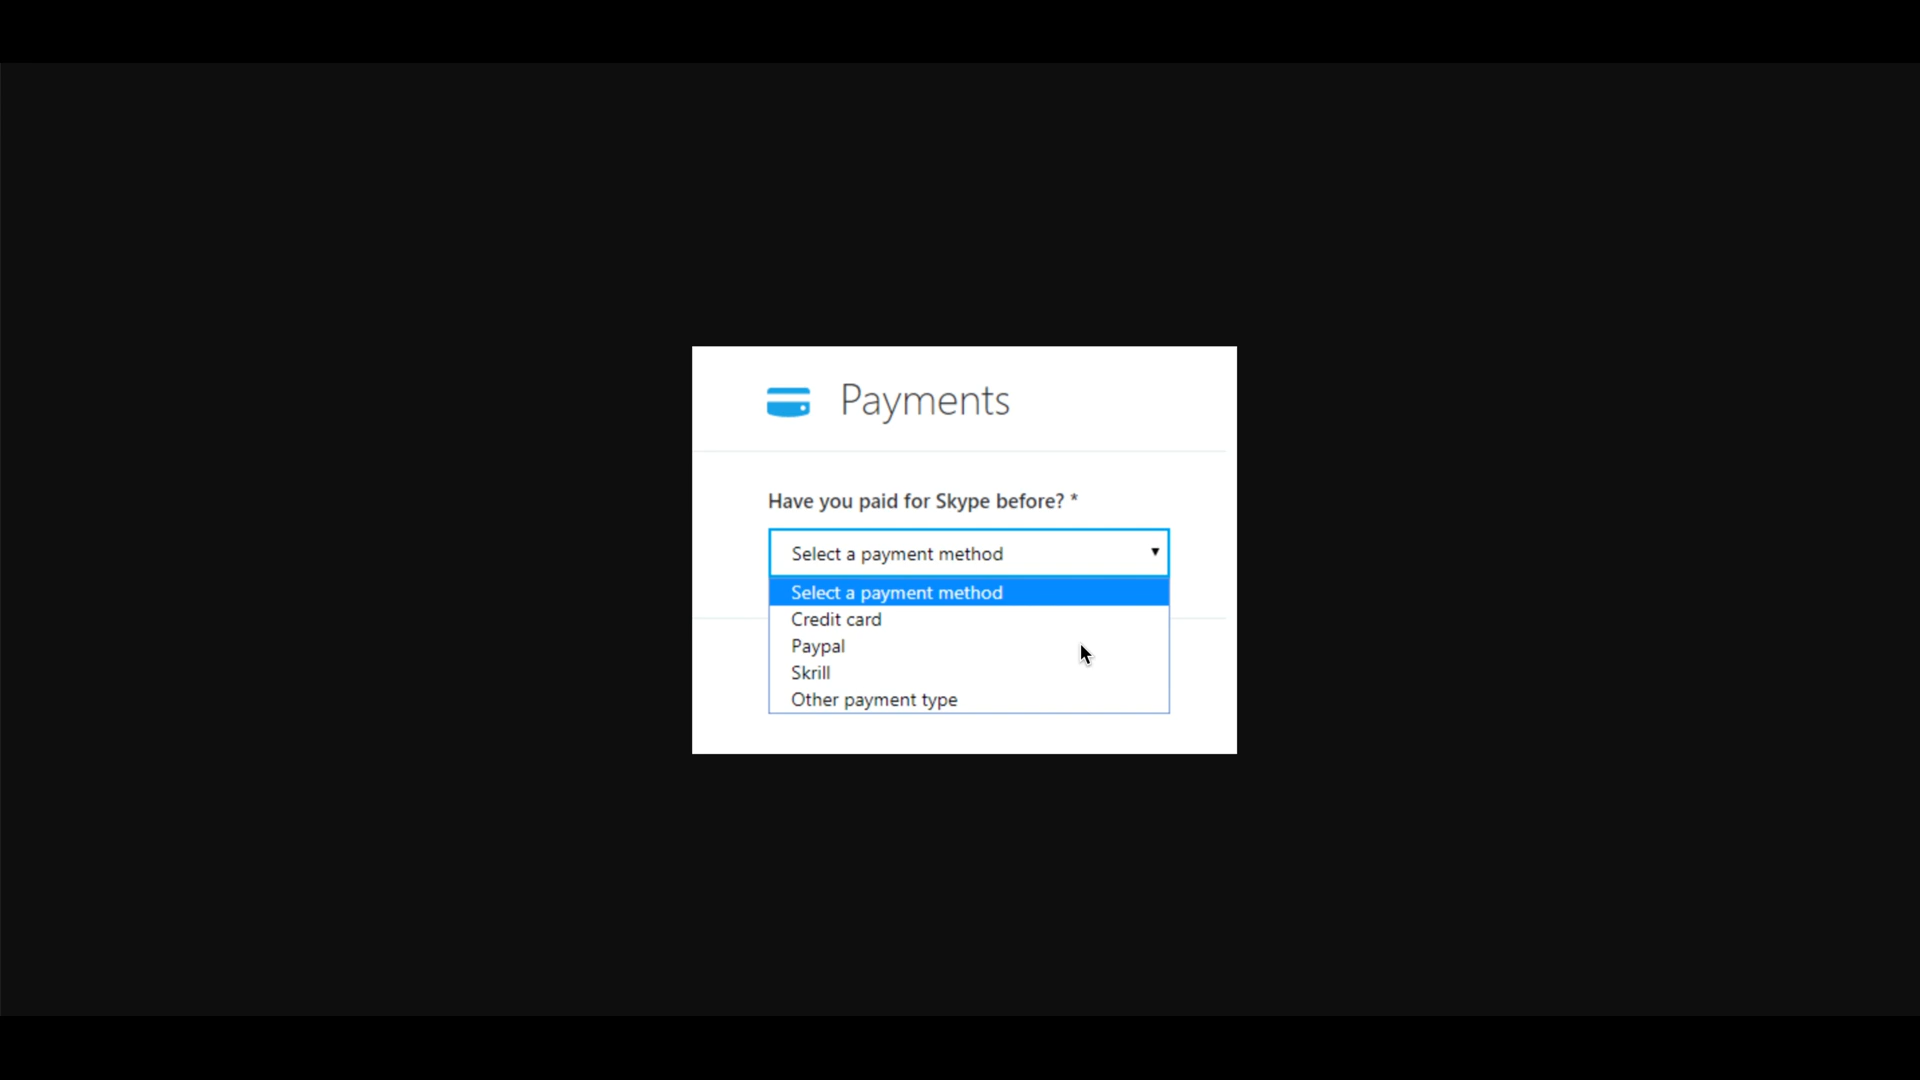 Payments
Have you paid for Skype before? *
Select a payment method
Select a payment method
Credit card
Paypal
Skrill
Other payment type